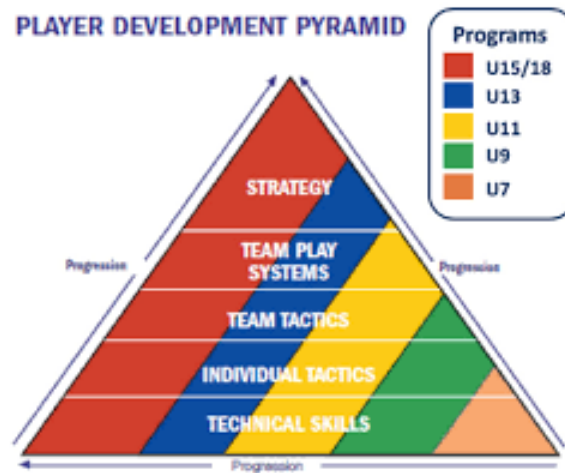 PLAYER DEVELOPMENT PYRAMID
Programs
U15/18
U13
U11
U9
U7
STRATEGY
TEAM PLAY
SYSTEMS
Progression
Progression
TEAM TACTICS
INDIVIDUAL TACTICS
TECHNICAL SKILLS
Progression